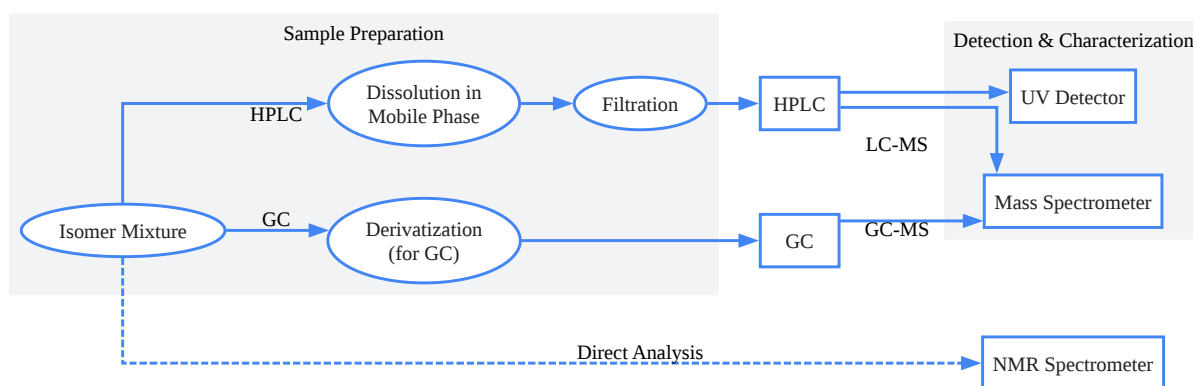 Sample Preparation
Detection & Characterization
Dissolution in
Mobile Phase
Filtration
HPLC
UV Detector
HPLC
LC-MS
Isomer Mixture
GC
Derivatization
(for GC)
GC
GC-MS
Mass Spectrometer
Direct Analysis
NMR Spectrometer